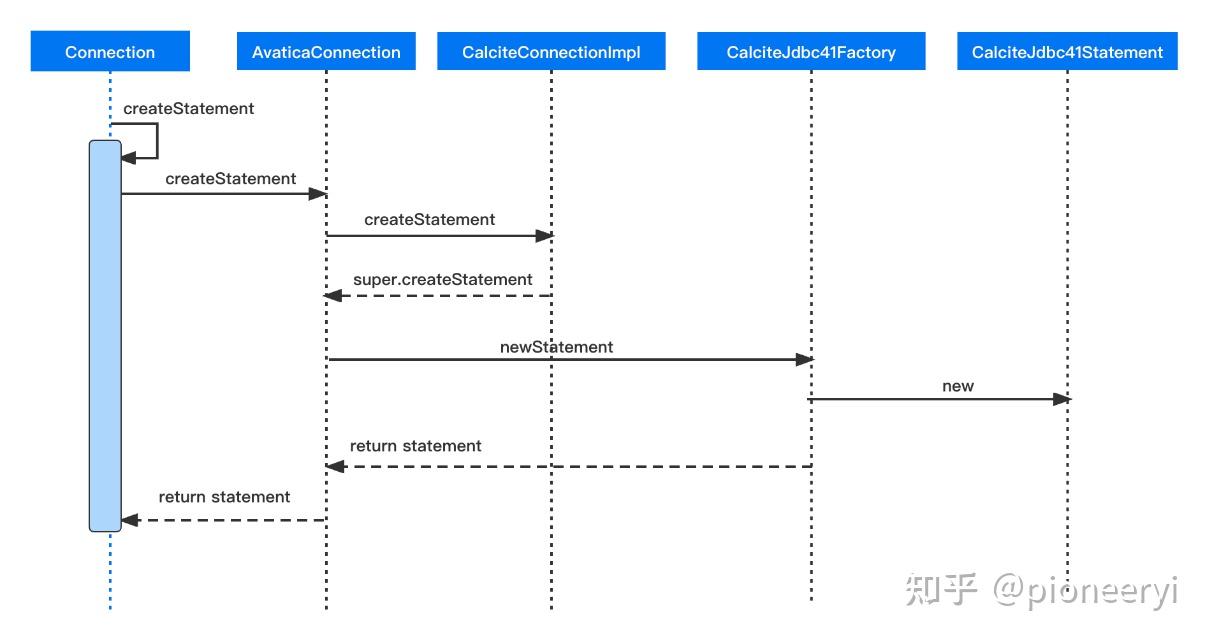 Connection
AvaticaConnection
CalciteConnectionImpl
CalciteJdbc41Factory
CalciteJdbc41Statement
createStatement
createStatement
createStatement
super.createStatement
newStatement
new
return statement
return statement
知乎 @pioneeryi